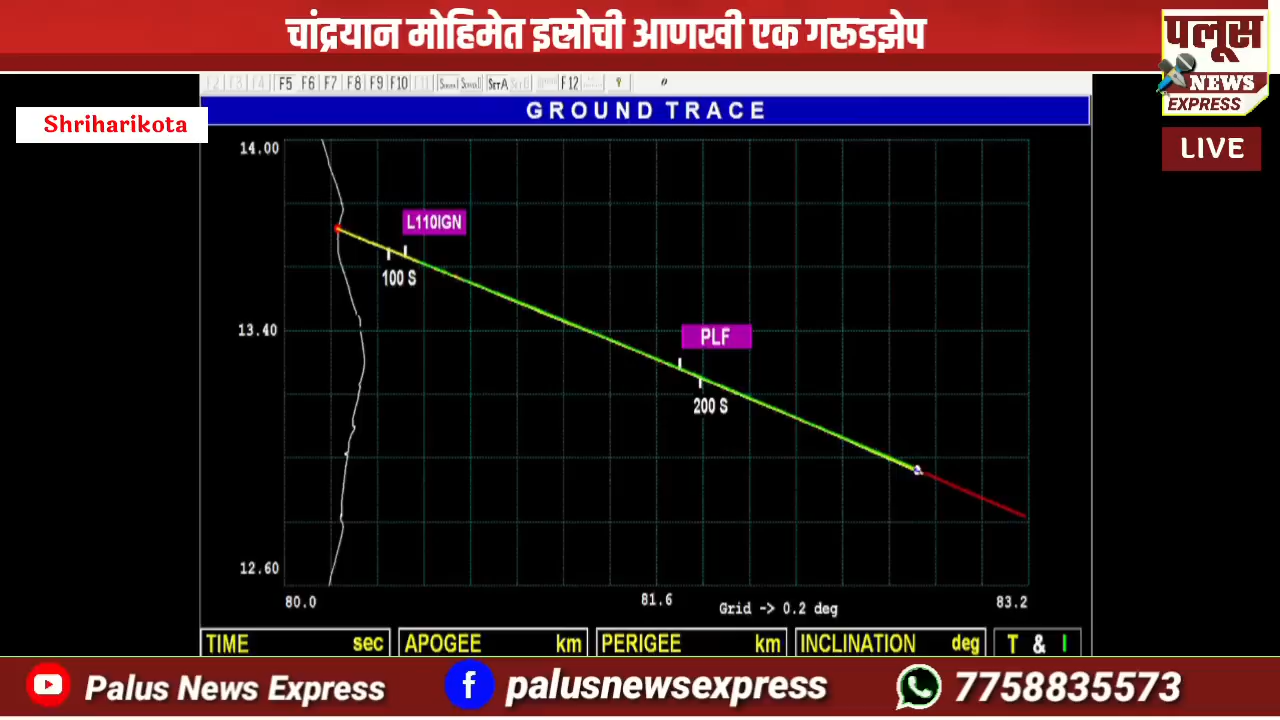 चांद्रयान मोहिमेत इस्रोची आणखी एक गरूडझेप
पलूस
NEWS
EXPRESS
LIVE
Shriharikota
F5 F6 F7 F8 F9 F10 SETA F12 ?
GROUND TRACE
14.00
L110IGN
100 S
13.40
PLF
200 S
12.60
80.0 81.6 83.2
Grid -> 0.2 deg
TIME sec APOGEE km PERIGEE km INCLINATION deg T & I
Palus News Express palusnewsexpress 7758835573